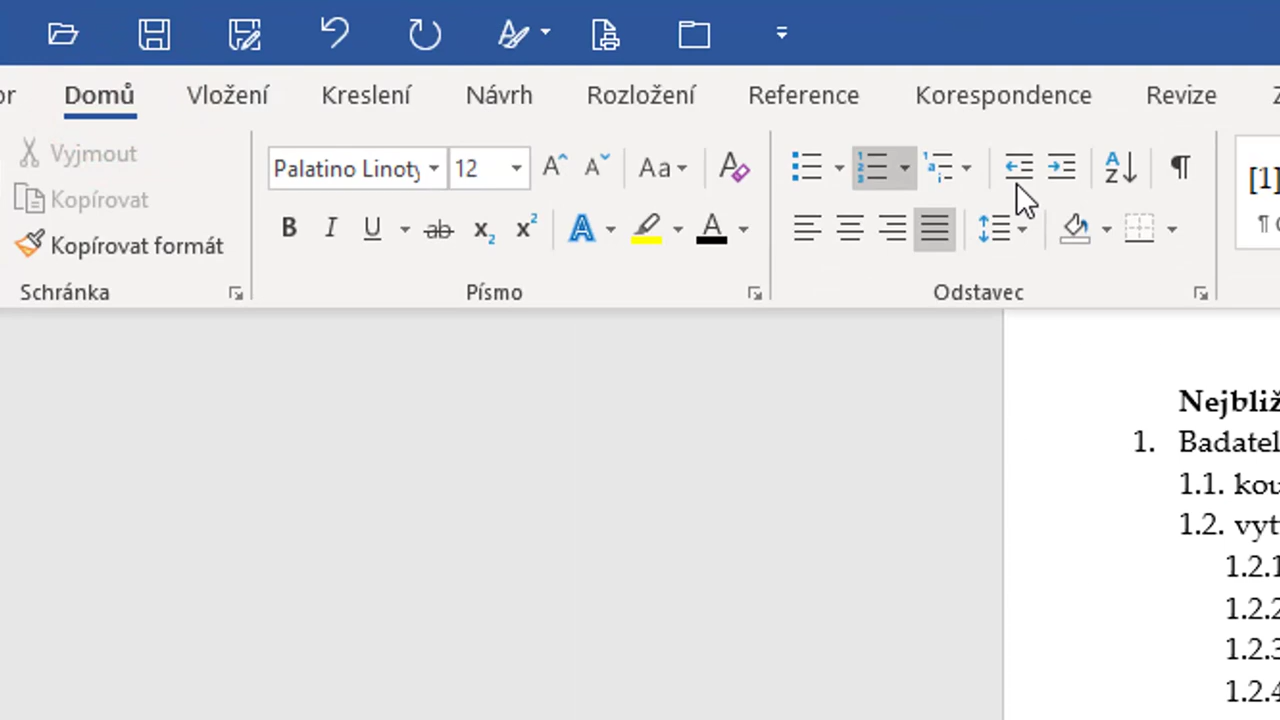 Domů Vložení Kreslení Návrh Rozložení Reference Korespondence Revize
Vyjmout
Kopírovat
Kopírovat formát
Schránka
Palatino Linoty 12
Písmo
Odstavec
[1]
Nejbliž
1. Badatel
1.1. kou
1.2. vyt
1.2.1
1.2.2
1.2.3
1.2.4